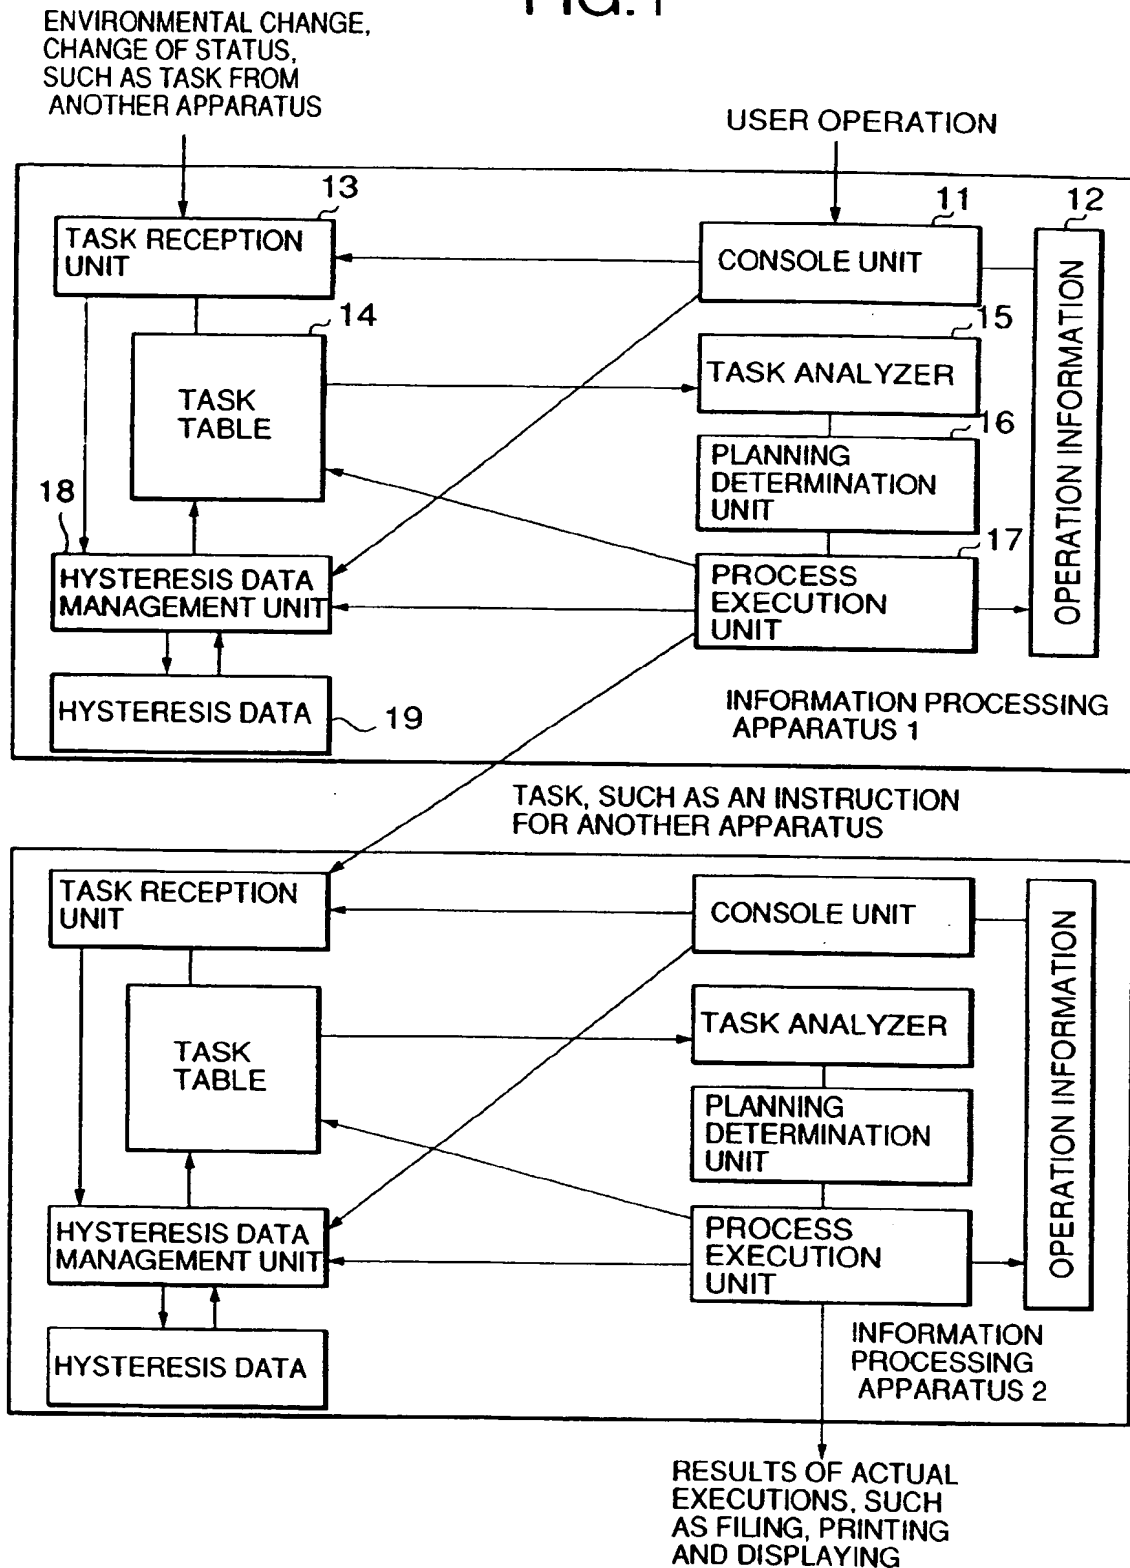 FIG.1
ENVIRONMENTAL CHANGE,
CHANGE OF STATUS,
SUCH AS TASK FROM
ANOTHER APPARATUS
USER OPERATION
13
TASK RECEPTION
UNIT
11
CONSOLE UNIT
12
OPERATION INFORMATION
14
TASK
TABLE
15
TASK ANALYZER
16
PLANNING
DETERMINATION
UNIT
18
HYSTERESIS DATA
MANAGEMENT UNIT
17
PROCESS
EXECUTION
UNIT
HYSTERESIS DATA
19
INFORMATION PROCESSING
APPARATUS 1
TASK, SUCH AS AN INSTRUCTION
FOR ANOTHER APPARATUS
TASK RECEPTION
UNIT
CONSOLE UNIT
OPERATION INFORMATION
TASK
TABLE
TASK ANALYZER
PLANNING
DETERMINATION
UNIT
HYSTERESIS DATA
MANAGEMENT UNIT
PROCESS
EXECUTION
UNIT
HYSTERESIS DATA
INFORMATION
PROCESSING
APPARATUS 2
RESULTS OF ACTUAL
EXECUTIONS, SUCH
AS FILING, PRINTING
AND DISPLAYING